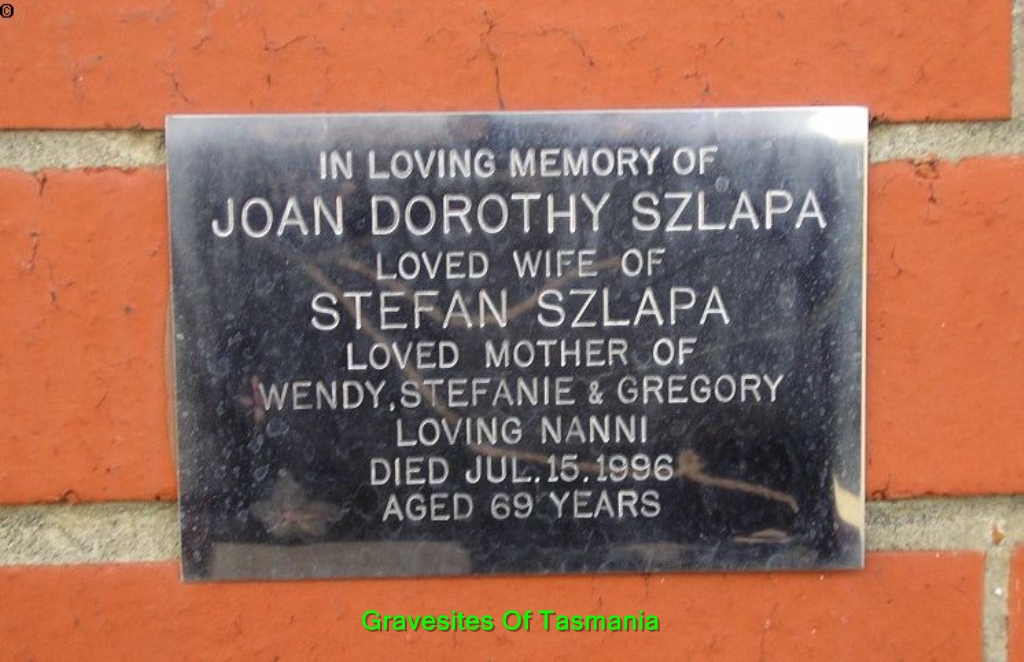 ©
IN LOVING MEMORY OF
JOAN DOROTHY SZLAPA
LOVED WIFE OF
STEFAN SZLAPA
LOVED MOTHER OF
WENDY, STEFANIE & GREGORY
LOVING NANNI
DIED JUL. 15. 1996
AGED 69 YEARS
Gravesites Of Tasmania